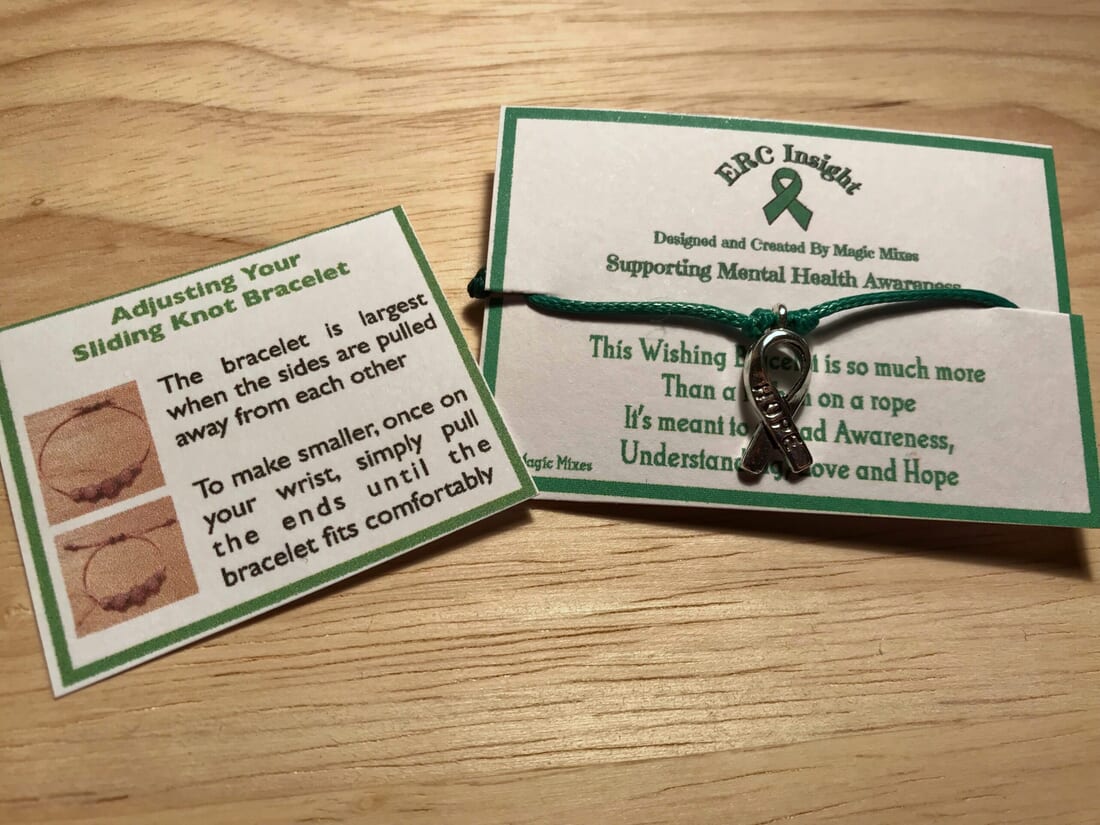 Adjusting Your
Sliding Knot Bracelet
The bracelet is largest
when the sides are pulled
away from each other
To make smaller, once on
your wrist, simply pull
the ends until the
bracelet fits comfortably
ERC Insight
Designed and Created By Magic Mixes
Supporting Mental Health Awareness
This Wishing is so much more
Than a on a rope
It's meant to Awareness,
Love and Hope
Magic Mixes
HOPE